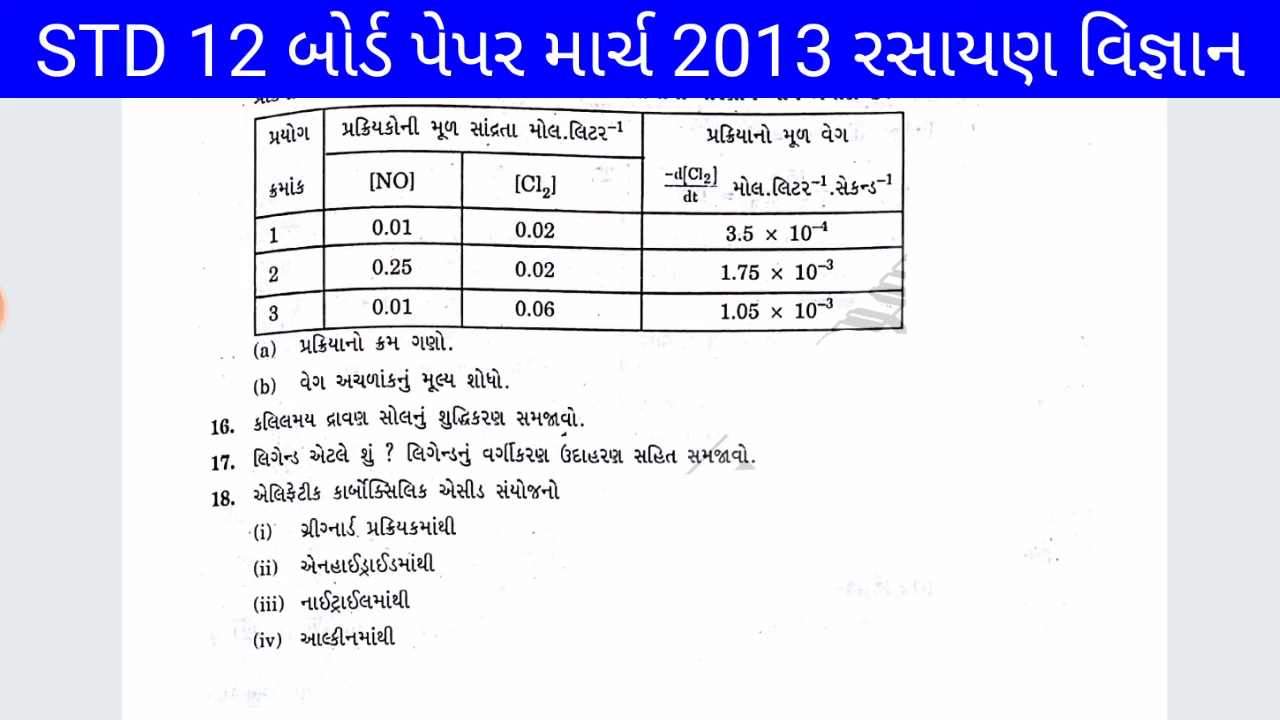 STD 12 બોર્ડ પેપર માર્ચ 2013 રસાયણ વિજ્ઞાન
પ્રયોગ ક્રમાંક પ્રક્રિયકોની મૂળ સાંદ્રતા મોલ.લિટર⁻¹ પ્રક્રિયાનો મૂળ વેગ
[NO] [Cl₂] -d[Cl₂]/dt મોલ.લિટર⁻¹.સેકન્ડ⁻¹
1 0.01 0.02 3.5 × 10⁻⁴
2 0.25 0.02 1.75 × 10⁻³
3 0.01 0.06 1.05 × 10⁻³
(a) પ્રક્રિયાનો ક્રમ ગણો.
(b) વેગ અચળાંકનું મૂલ્ય શોધો.
16. કલિલમય દ્રાવણ સોલનું શુદ્ધિકરણ સમજાવો.
17. લિગેન્ડ એટલે શું ? લિગેન્ડનું વર્ગીકરણ ઉદાહરણ સહિત સમજાવો.
18. એલિફેટીક કાર્બોક્સિલિક એસીડ સંયોજનો
(i) ગ્રીગ્નાર્ડ પ્રક્રિયકમાંથી
(ii) એનહાઈડ્રાઈડમાંથી
(iii) નાઈટ્રાઈલમાંથી
(iv) આલ્કીનમાંથી